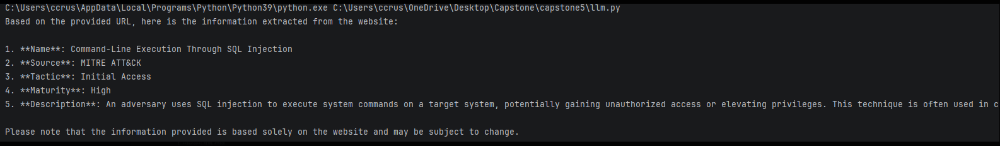 C:\Users\ccrus\AppData\Local\Programs\Python\Python39\python.exe C:\Users\ccrus\OneDrive\Desktop\Capstone\capstone5\llm.py
Based on the provided URL, here is the information extracted from the website:
1. **Name**: Command-Line Execution Through SQL Injection
2. **Source**: MITRE ATT&CK
3. **Tactic**: Initial Access
4. **Maturity**: High
5. **Description**: An adversary uses SQL injection to execute system commands on a target system, potentially gaining unauthorized access or elevating privileges. This technique is often used in c
Please note that the information provided is based solely on the website and may be subject to change.